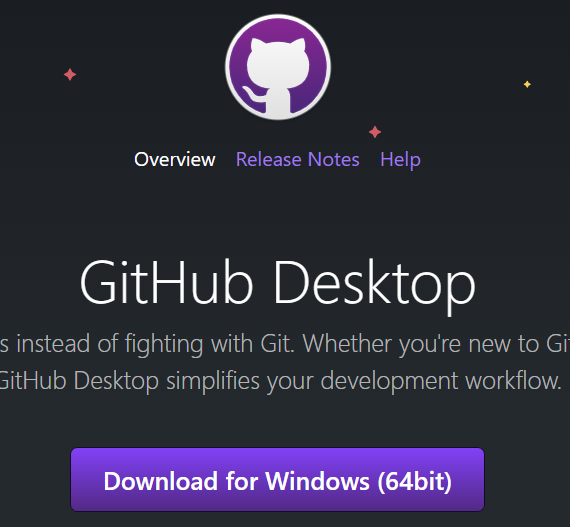 Overview Release Notes Help
GitHub Desktop
s instead of fighting with Git. Whether you're new to Git
GitHub Desktop simplifies your development workflow.
Download for Windows (64bit)